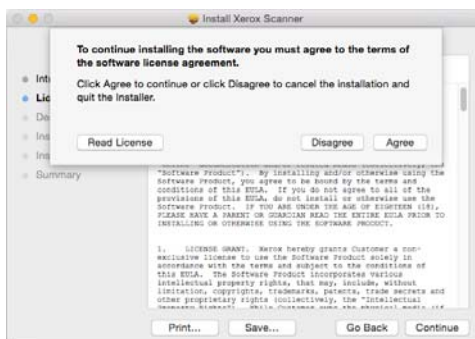 Install Xerox Scanner
To continue installing the software you must agree to the terms of
the software license agreement.
Click Agree to continue or click Disagree to cancel the installation and
quit the Installer.
Read License
Disagree
Agree
Int
Lic
De
Ins
Ins
Summary
"Software Product"). By installing and/or otherwise using the
Software Product, you agree to be bound by the terms and
conditions of this EULA. If you do not agree to all of the
provisions of this EULA, do not install or otherwise use the
Software Product. IF YOU ARE UNDER THE AGE OF EIGHTEEN (18),
PLEASE HAVE A PARENT OR GUARDIAN READ THE ENTIRE EULA PRIOR TO
INSTALLING OR OTHERWISE USING THE SOFTWARE PRODUCT.
1. LICENSE GRANT. Xerox hereby grants Customer a non-
exclusive license to use the Software Product solely in
accordance with the terms and subject to the conditions of
this EULA. The Software Product incorporates various
intellectual property rights, that may, include, without
limitation, copyrights, trademarks, patents, trade secrets and
other proprietary rights (collectively, the "Intellectual
Print...
Save...
Go Back
Continue